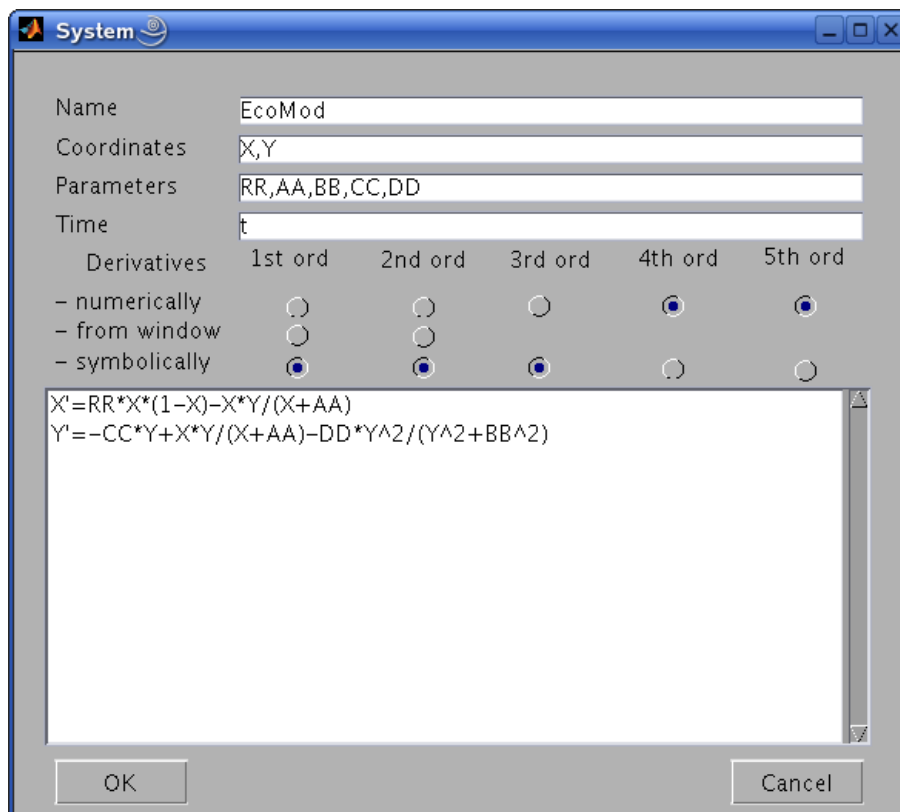 System
Name EcoMod
Coordinates X,Y
Parameters RR,AA,BB,CC,DD
Time t
Derivatives 1st ord 2nd ord 3rd ord 4th ord 5th ord
– numerically
– from window
– symbolically
X'=RR*X*(1–X)–X*Y/(X+AA)
Y'=–CC*Y+X*Y/(X+AA)–DD*Y^2/(Y^2+BB^2)
OK Cancel